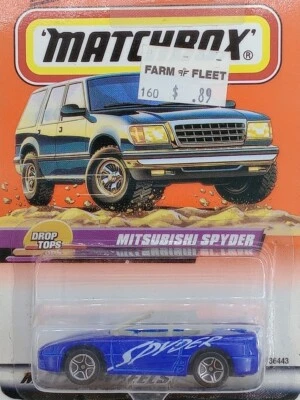 'MATCHBOX'®
FARM FLEET
160 $ .89
DROP
TOPS
MITSUBISHI SPYDER
SPYDER
36443